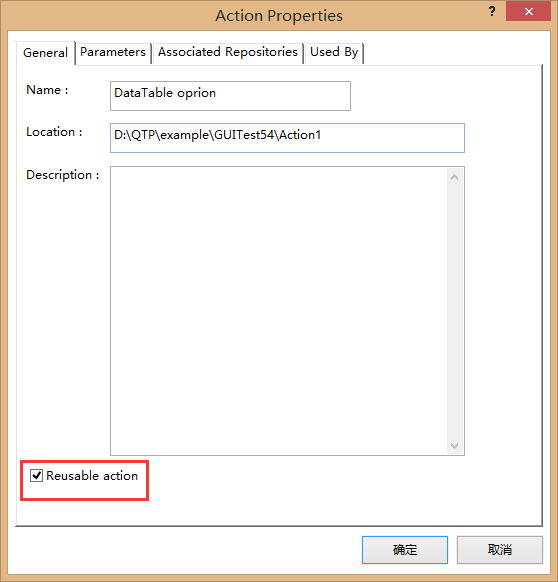 Action Properties
?
General Parameters Associated Repositories Used By
Name :
DataTable oprion
Location :
D:\QTP\example\GUITest54\Action1
Description :
Reusable action
确定 取消